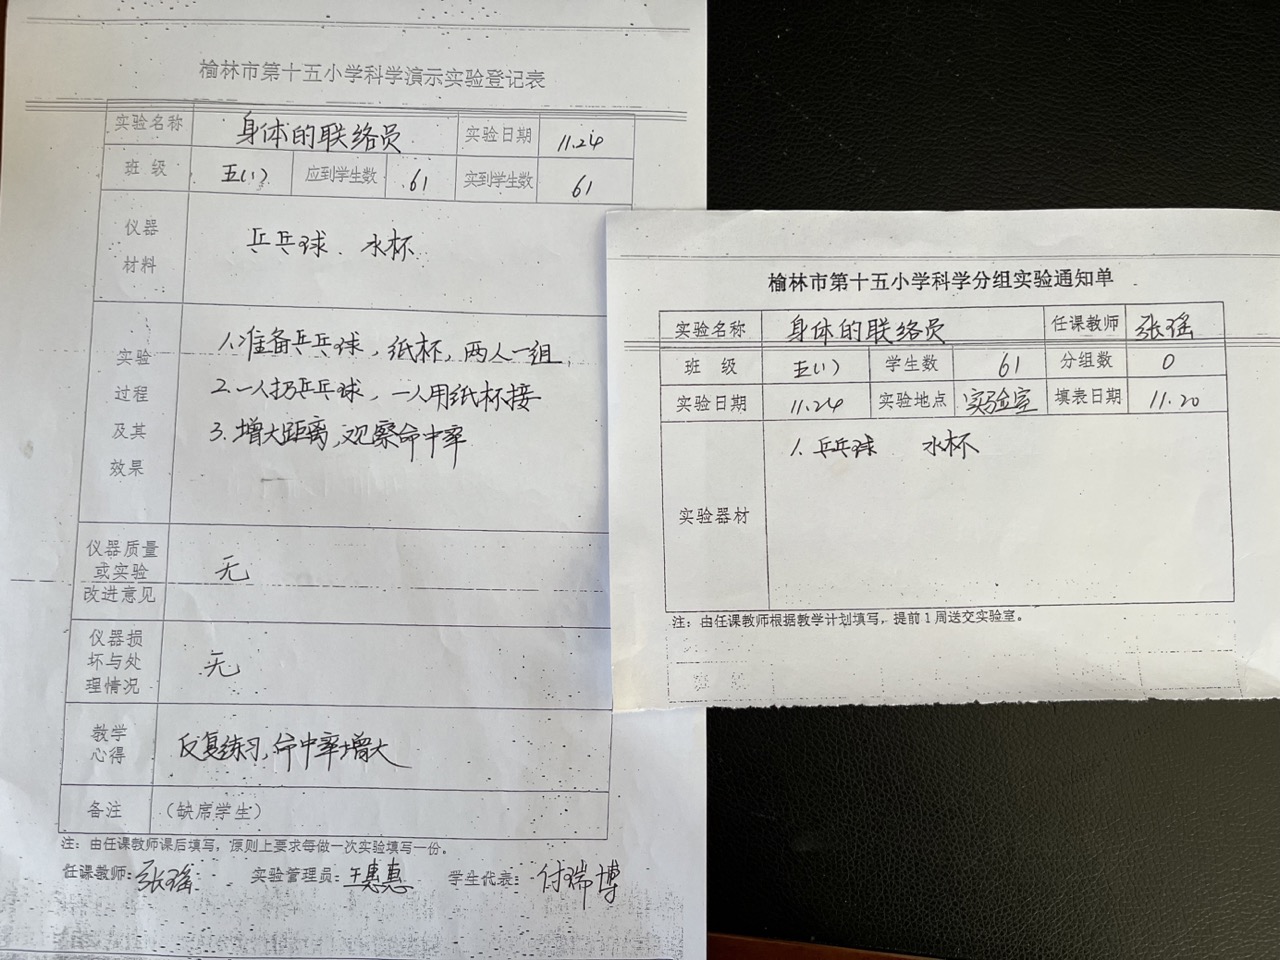 榆林市第十五小学科学演示实验登记表
实验名称 身体的联络员 实验日期 11.24
班 级 五(1) 应到学生数 61 实到学生数 61
仪器
材料
乒乓球、水杯
实验
过程
及其
效果
1.准备乒乓球，纸杯，两人一组
2.一人扔乒乓球，一人用纸杯接
3.增大距离，观察命中率
仪器质量
或实验
改进意见
无
仪器损
坏与处
理情况
无
教学
心得
反复练习，命中率增大
备注 （缺席学生）
注：由任课教师课后填写，原则上要求每做一次实验填写一份。
任课教师：张瑶 实验管理员：王惠惠 学生代表：付瑞博
榆林市第十五小学科学分组实验通知单
实验名称 身体的联络员 任课教师 张瑶
班 级 五(1) 学生数 61 分组数 0
实验日期 11.24 实验地点 实验室 填表日期 11.20
实验器材
1.乒乓球 水杯
注：由任课教师根据教学计划填写，提前1周送交实验室。